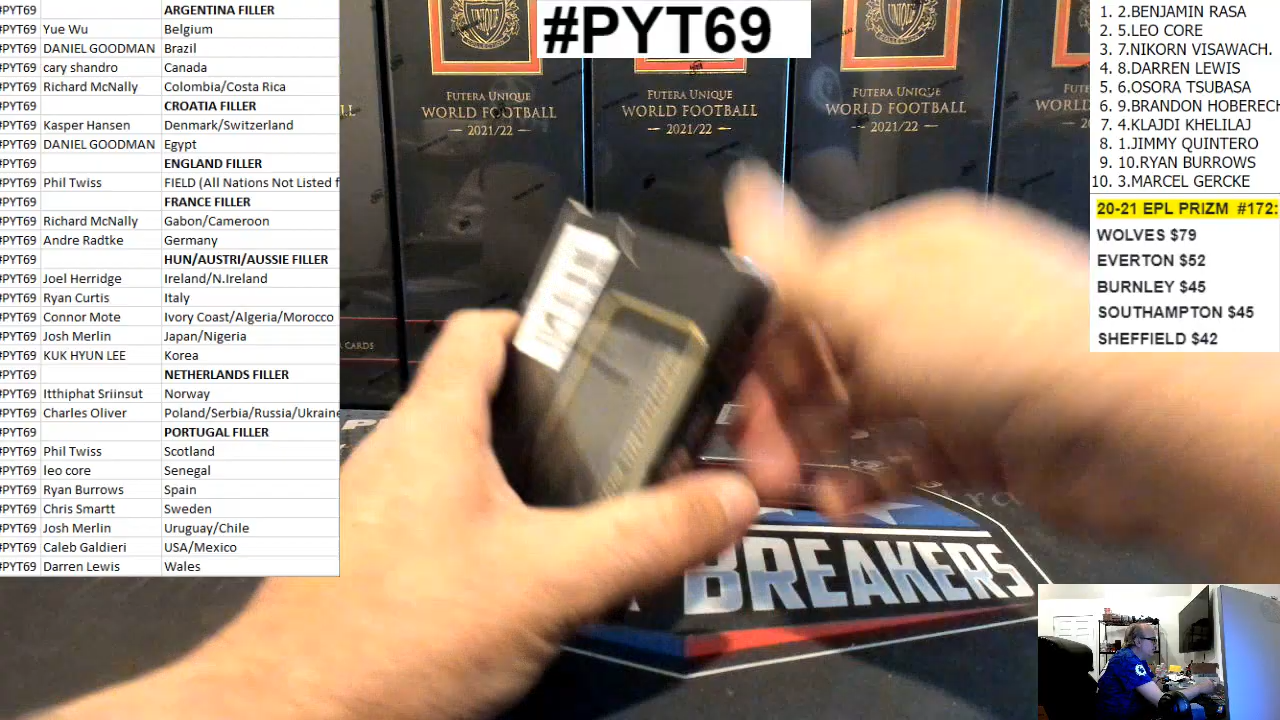 #PYT69 ARGENTINA FILLER
#PYT69 Yue Wu Belgium
#PYT69 DANIEL GOODMAN Brazil
#PYT69 cary shandro Canada
#PYT69 Richard McNally Colombia/Costa Rica
#PYT69 CROATIA FILLER
#PYT69 Kasper Hansen Denmark/Switzerland
#PYT69 DANIEL GOODMAN Egypt
#PYT69 ENGLAND FILLER
#PYT69 Phil Twiss FIELD (All Nations Not Listed f
#PYT69 FRANCE FILLER
#PYT69 Richard McNally Gabon/Cameroon
#PYT69 Andre Radtke Germany
#PYT69 HUN/AUSTRI/AUSSIE FILLER
#PYT69 Joel Herridge Ireland/N.Ireland
#PYT69 Ryan Curtis Italy
#PYT69 Connor Mote Ivory Coast/Algeria/Morocco
#PYT69 Josh Merlin Japan/Nigeria
#PYT69 KUK HYUN LEE Korea
#PYT69 NETHERLANDS FILLER
#PYT69 Itthiphat Sriinsut Norway
#PYT69 Charles Oliver Poland/Serbia/Russia/Ukraine
#PYT69 PORTUGAL FILLER
#PYT69 Phil Twiss Scotland
#PYT69 leo core Senegal
#PYT69 Ryan Burrows Spain
#PYT69 Chris Smartt Sweden
#PYT69 Josh Merlin Uruguay/Chile
#PYT69 Caleb Galdieri USA/Mexico
#PYT69 Darren Lewis Wales
#PYT69
UNIQUE
FUTERA UNIQUE
WORLD FOOTBALL
2021/22
UNIQUE
FUTERA UNIQUE
WORLD FOOTBALL
2021/22
UNIQUE
FUTERA UNIQUE
WORLD FOOTBALL
2021/22
CARDS
BREAKERS
1. 2.BENJAMIN RASA
2. 5.LEO CORE
3. 7.NIKORN VISAWACH.
4. 8.DARREN LEWIS
5. 6.OSORA TSUBASA
6. 9.BRANDON HOBERECH
7. 4.KLAJDI KHELILAJ
8. 1.JIMMY QUINTERO
9. 10.RYAN BURROWS
10. 3.MARCEL GERCKE
20-21 EPL PRIZM #172:
WOLVES $79
EVERTON $52
BURNLEY $45
SOUTHAMPTON $45
SHEFFIELD $42